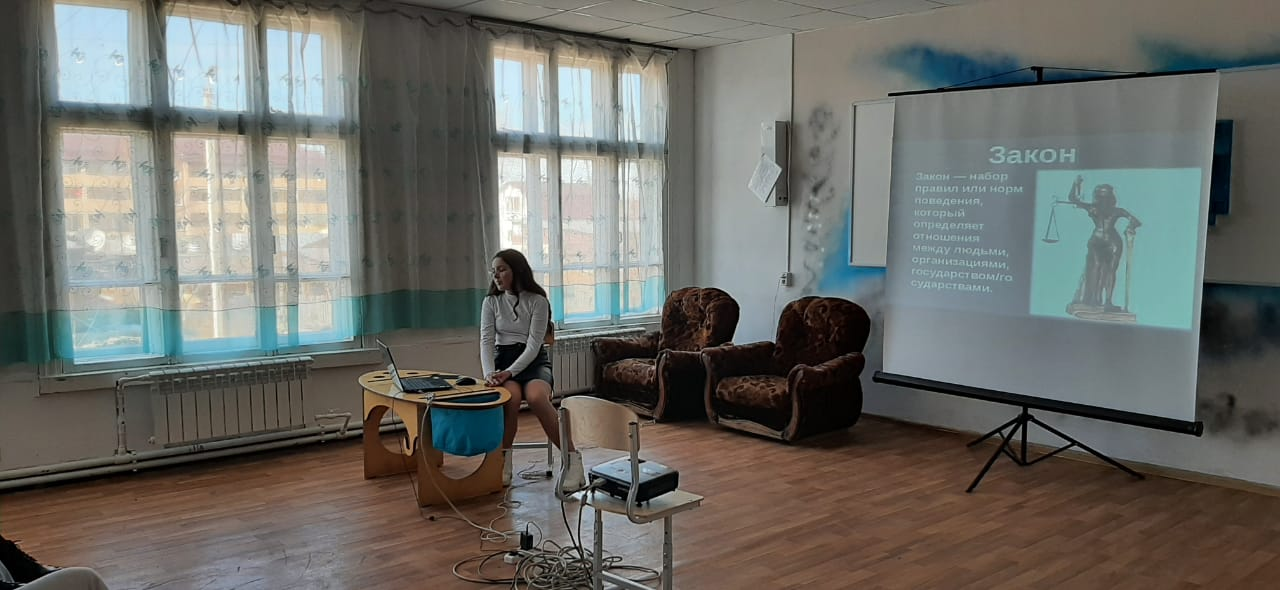 Закон
Закон — набор
правил или норм
поведения,
который
определяет
отношения
между людьми,
организациями,
государством/го
сударствами.